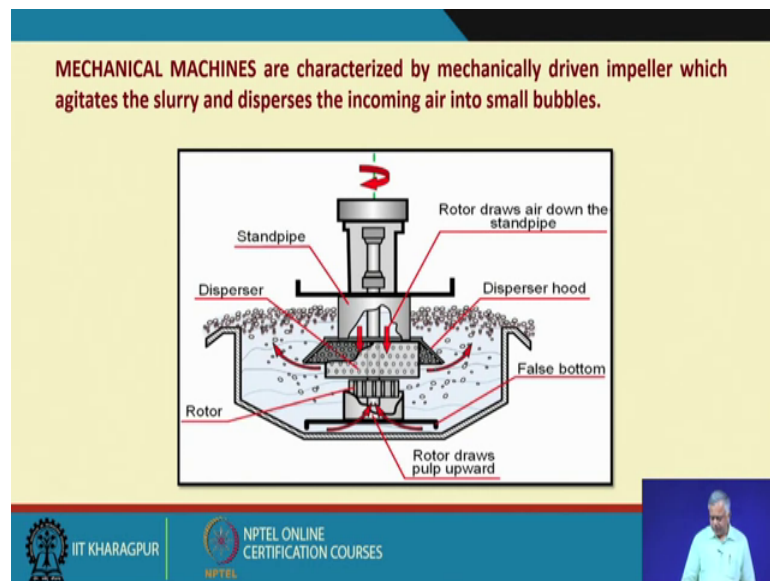 MECHANICAL MACHINES are characterized by mechanically driven impeller which
agitates the slurry and disperses the incoming air into small bubbles.
Standpipe
Rotor draws air down the
standpipe
Disperser
Disperser hood
False bottom
Rotor
Rotor draws
pulp upward
IIT KHARAGPUR
NPTEL
NPTEL ONLINE
CERTIFICATION COURSES